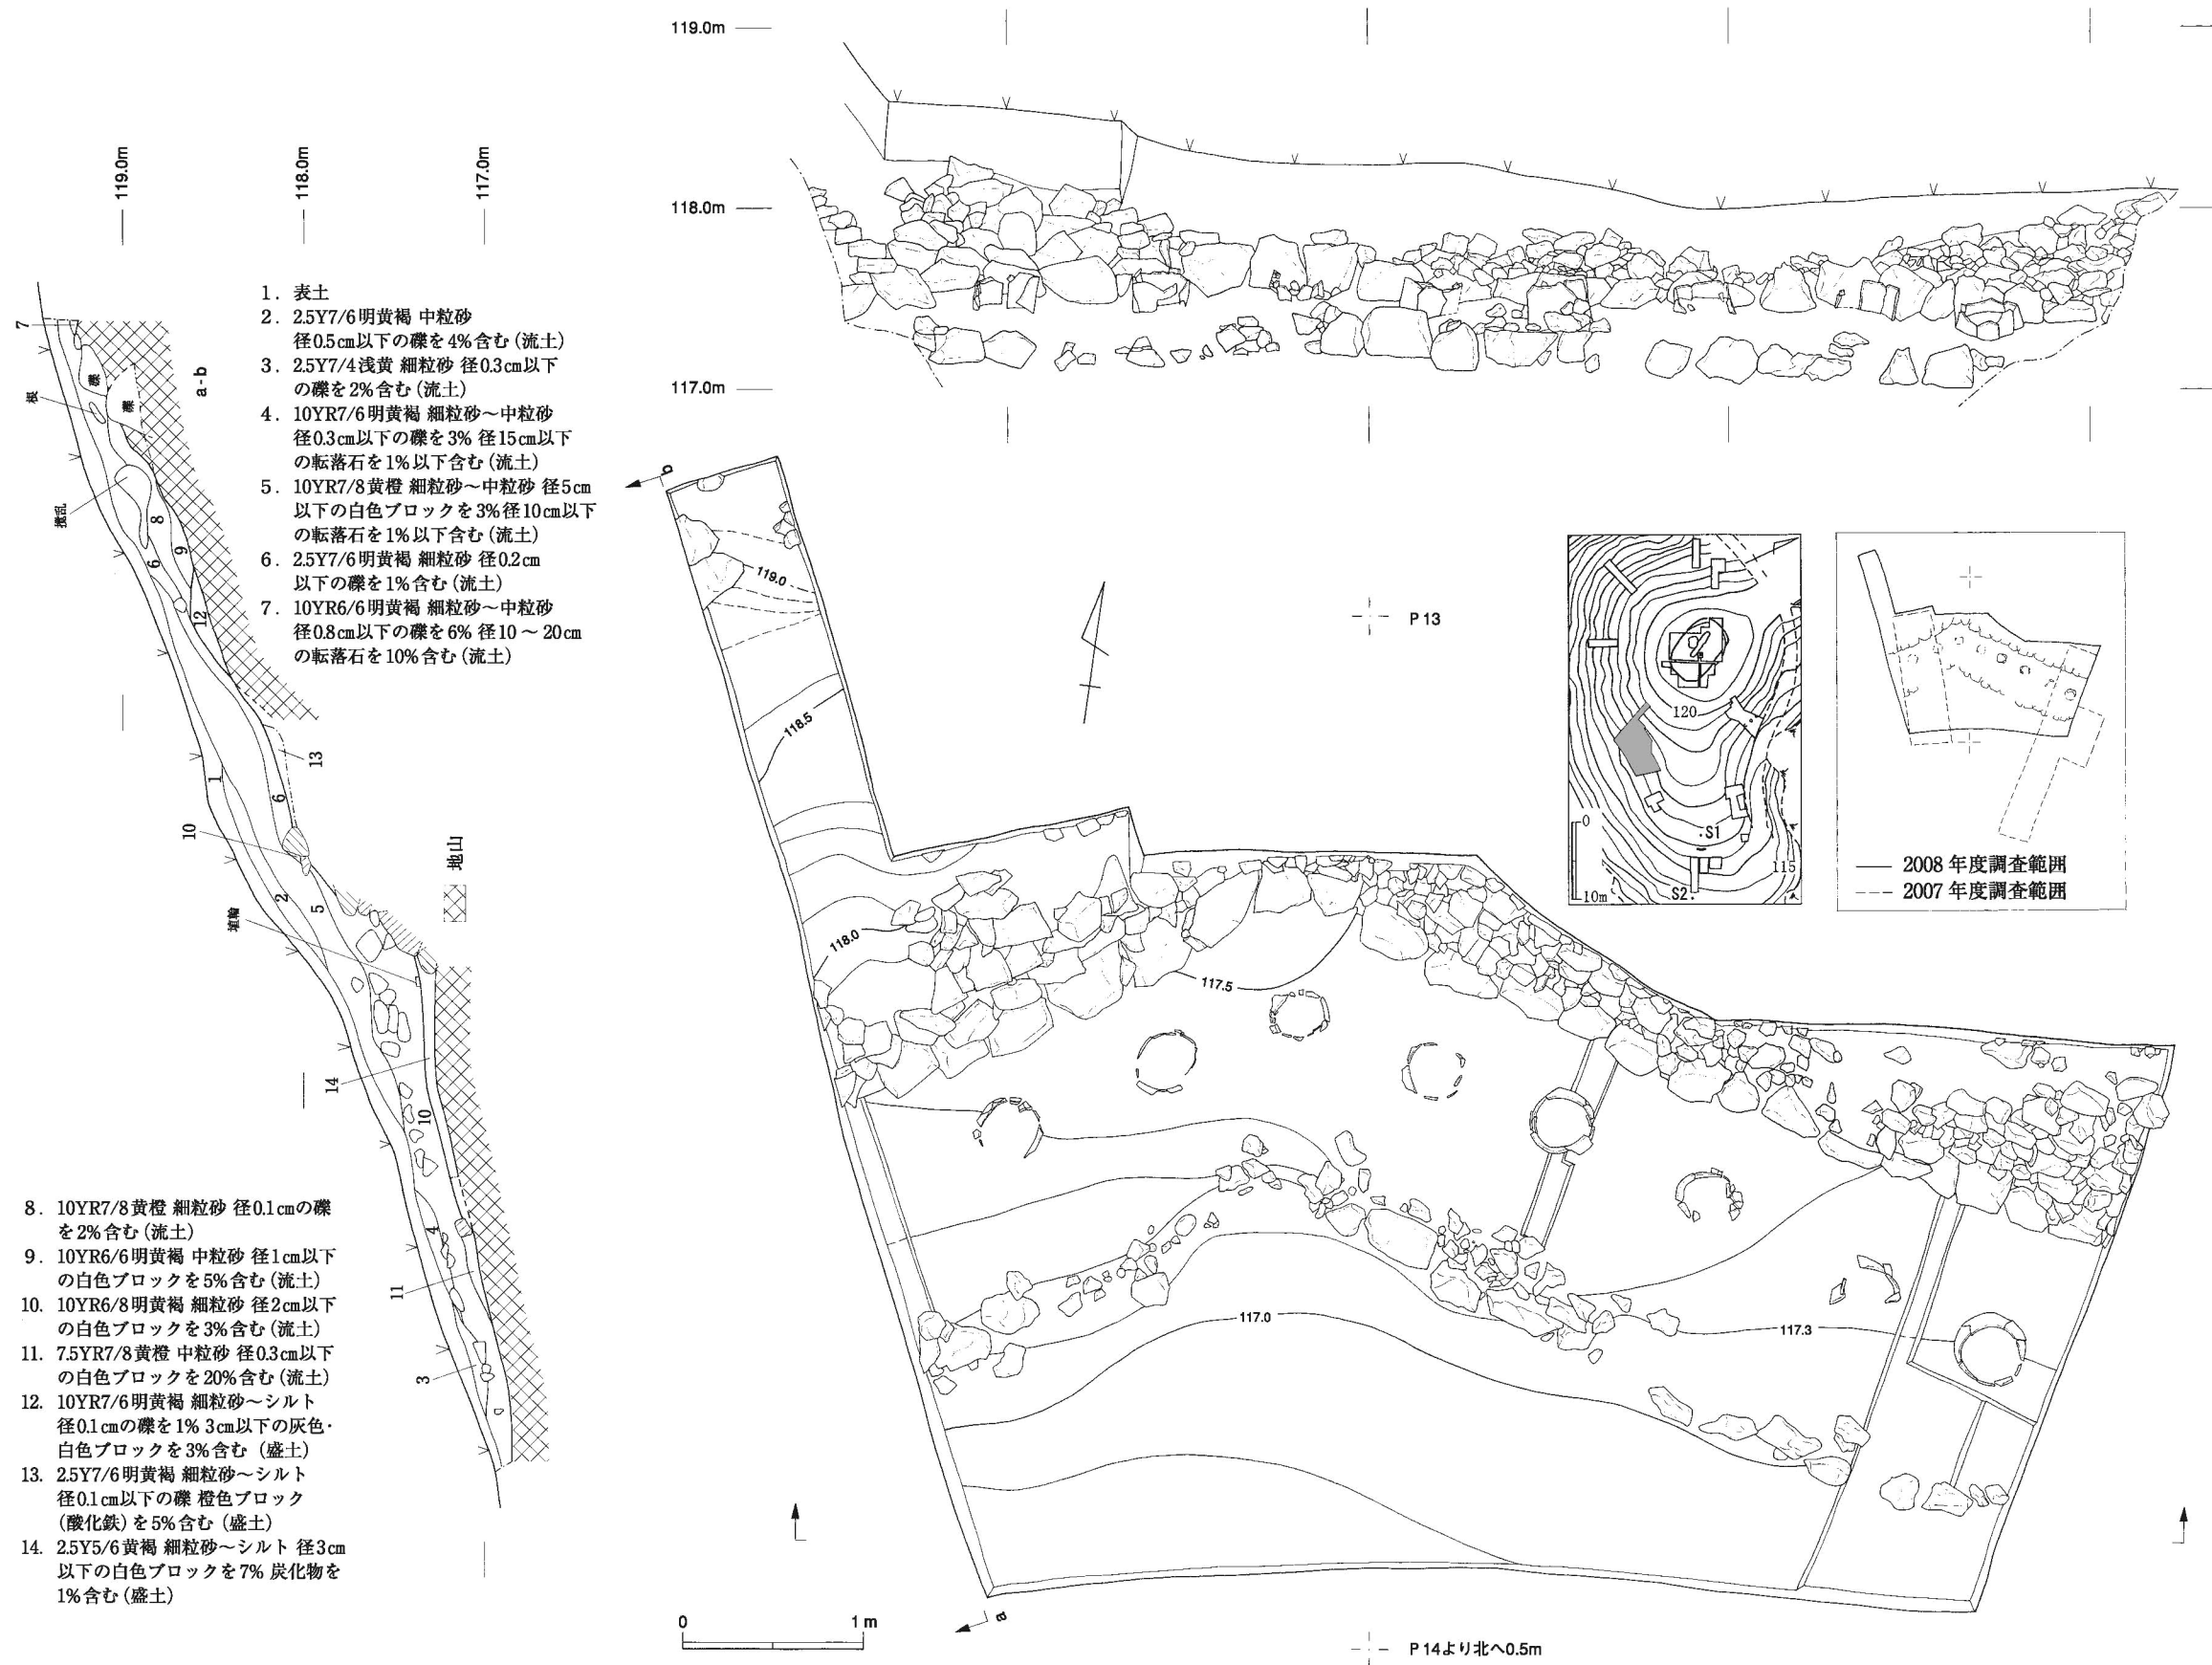 119.0m
118.0m
117.0m
119.0m
118.0m
117.0m
a-b
1. 表土
2. 2.5Y7/6明黄褐 中粒砂
径0.5cm以下の礫を4%含む(流土)
3. 2.5Y7/4浅黄 細粒砂 径0.3cm以下
の礫を2%含む(流土)
4. 10YR7/6明黄褐 細粒砂〜中粒砂
径0.3cm以下の礫を3% 径15cm以下
の転落石を1%以下含む(流土)
5. 10YR7/8黄橙 細粒砂〜中粒砂 径5cm
以下の白色ブロックを3%径10cm以下
の転落石を1%以下含む(流土)
6. 2.5Y7/6明黄褐 細粒砂 径0.2cm
以下の礫を1%含む(流土)
7. 10YR6/6明黄褐 細粒砂〜中粒砂
径0.8cm以下の礫を6% 径10〜20cm
の転落石を10%含む(流土)
8. 10YR7/8黄橙 細粒砂 径0.1cmの礫
を2%含む(流土)
9. 10YR6/6明黄褐 中粒砂 径1cm以下
の白色ブロックを5%含む(流土)
10. 10YR6/8明黄褐 細粒砂 径2cm以下
の白色ブロックを3%含む(流土)
11. 7.5YR7/8黄橙 中粒砂 径0.3cm以下
の白色ブロックを20%含む(流土)
12. 10YR7/6明黄褐 細粒砂〜シルト
径0.1cmの礫を1% 3cm以下の灰色・
白色ブロックを3%含む (盛土)
13. 2.5Y7/6明黄褐 細粒砂〜シルト
径0.1cm以下の礫 橙色ブロック
(酸化鉄)を5%含む (盛土)
14. 2.5Y5/6黄褐 細粒砂〜シルト 径3cm
以下の白色ブロックを7% 炭化物を
1%含む(盛土)
7
根
礫
礫
撹乱
8
9
6
12
13
1
6
10
2
5
埴輪
地山
14
10
4
11
3
b
119.0
118.5
118.0
117.5
117.0
117.3
P 13
120
S1
115
S2
0
10m
2008 年度調査範囲
2007 年度調査範囲
0
1 m
a
P 14より北へ0.5m